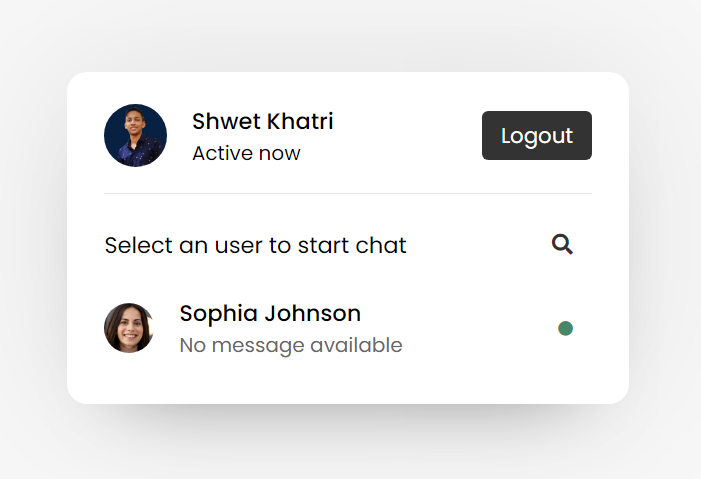 Shwet Khatri
Active now
Logout
Select an user to start chat
Sophia Johnson
No message available